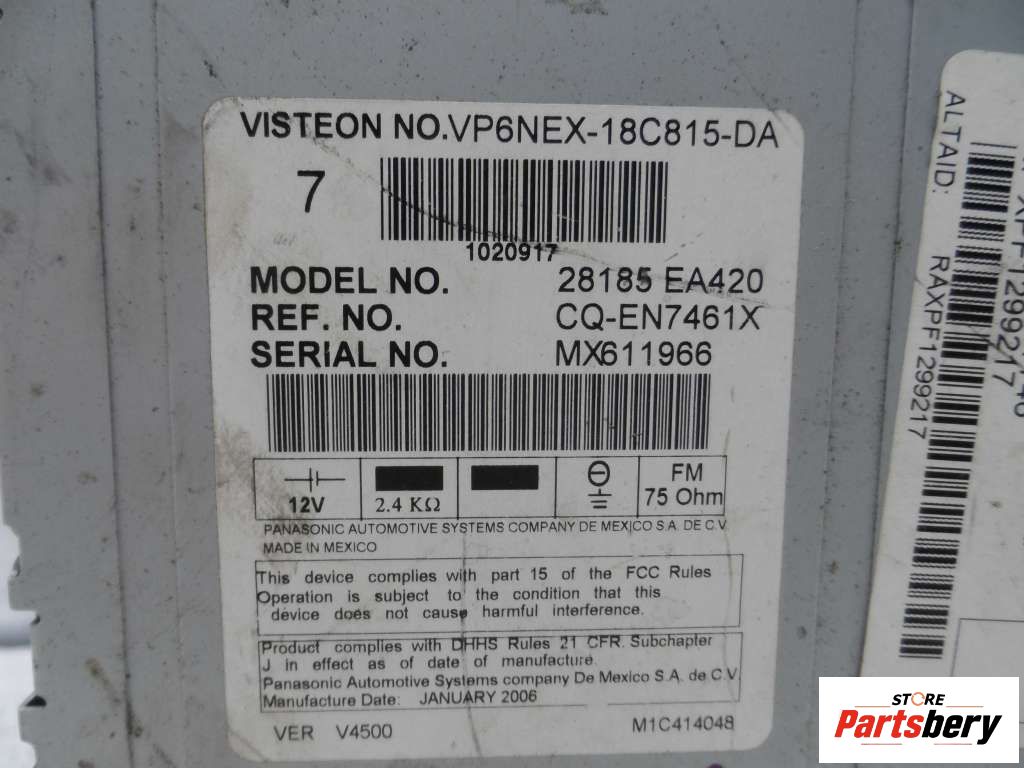 VISTEON NO. VP6NEX-18C815-DA
7
1020917
MODEL NO. 28185 EA420
REF. NO. CQ-EN7461X
SERIAL NO. MX611966
12V
2.4 KΩ
FM
75 Ohm
PANASONIC AUTOMOTIVE SYSTEMS COMPANY DE MEXICO S.A. DE C.V.
MADE IN MEXICO
This device complies with part 15 of the FCC Rules
Operation is subject to the condition that this
device does not cause harmful interference.
Product complies with DHHS Rules 21 CFR. Subchapter
J in effect as of date of manufacture.
Panasonic Automotive Systems company De Mexico S.A. de C.V.
Manufacture Date: JANUARY 2006
VER V4500
M1C414048
ALTAID:
RAXPF1299217
STORE
Partsbery